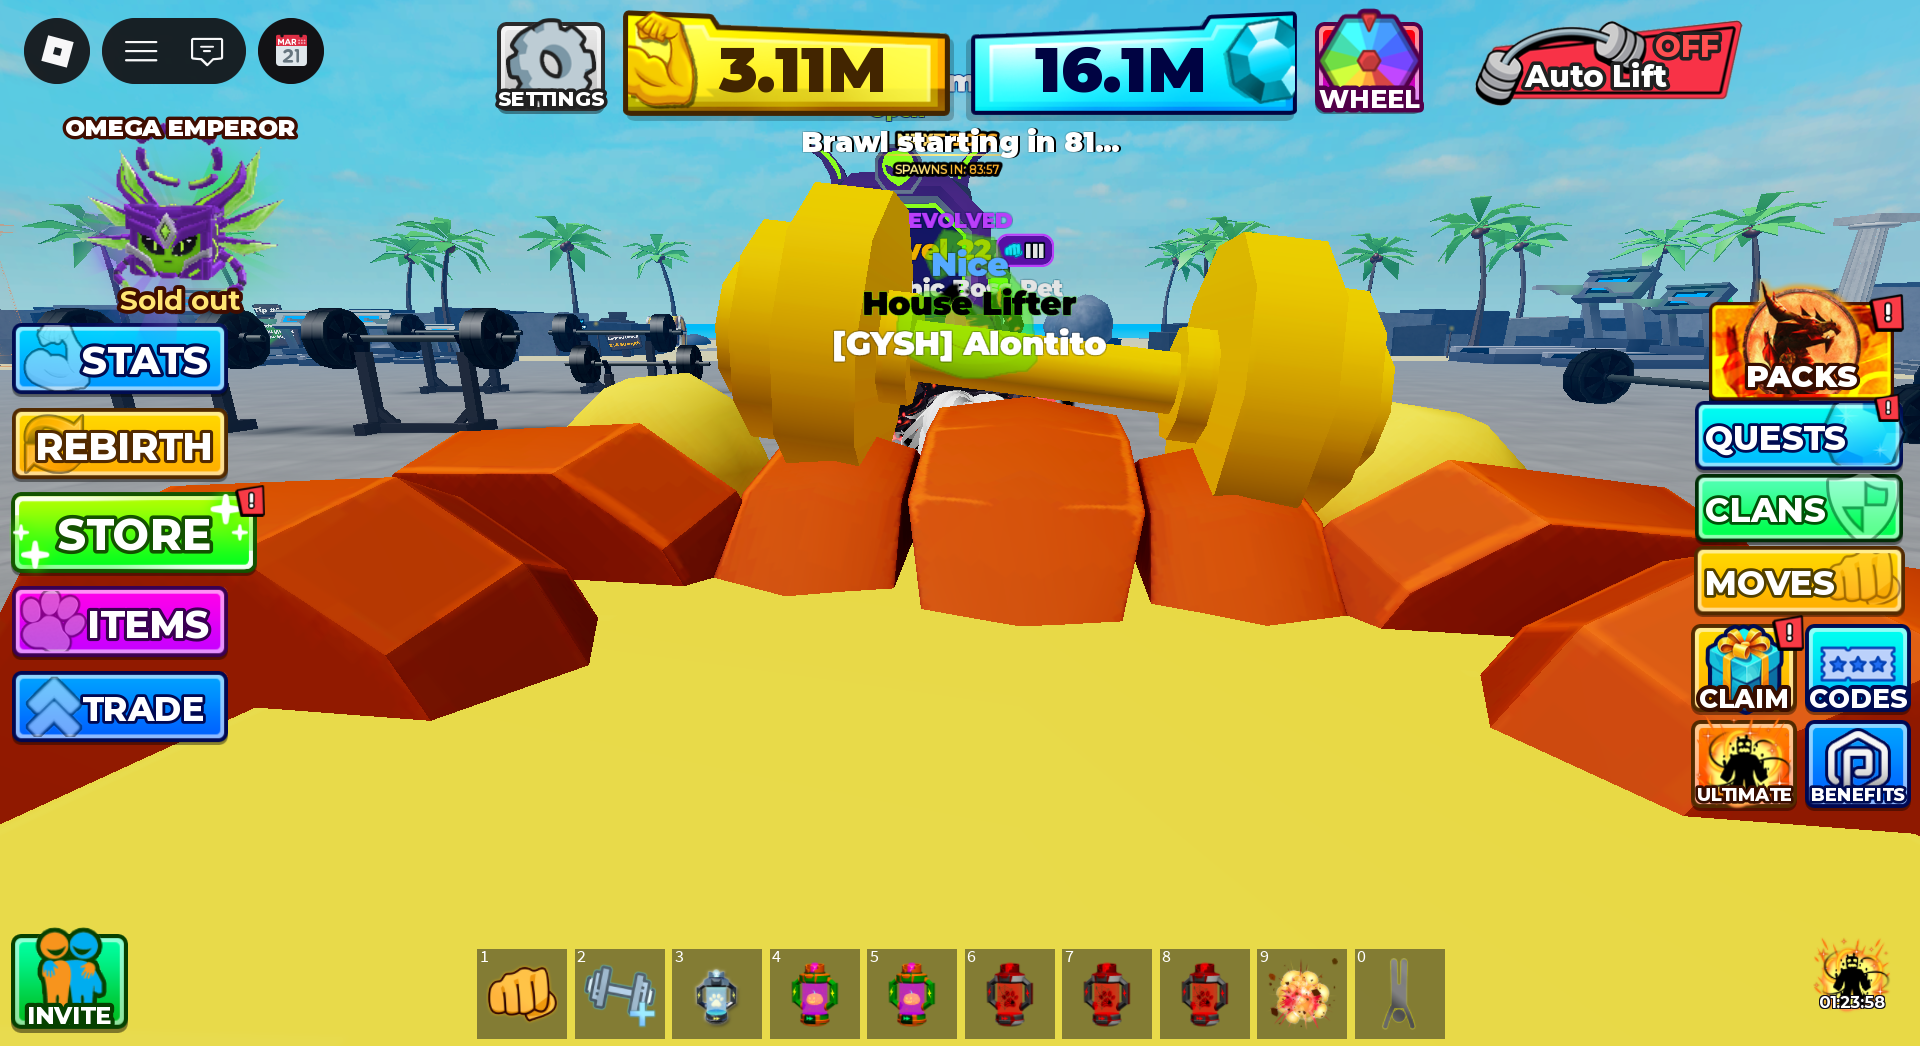 MAR
21
SETTINGS
3.11M
16.1M
WHEEL
OFF
Auto Lift
OMEGA EMPEROR
Sold out
Brawl starting in 81...
SPAWNS IN: 83:57
EVOLVED
III
Nice
House Lifter
[GYSH] Alontito
STATS
REBIRTH
STORE
!
ITEMS
TRADE
INVITE
!
PACKS
!
QUESTS
CLANS
MOVES
!
CLAIM
CODES
ULTIMATE
BENEFITS
1
2
3
4
5
6
7
8
9
0
01:23:58